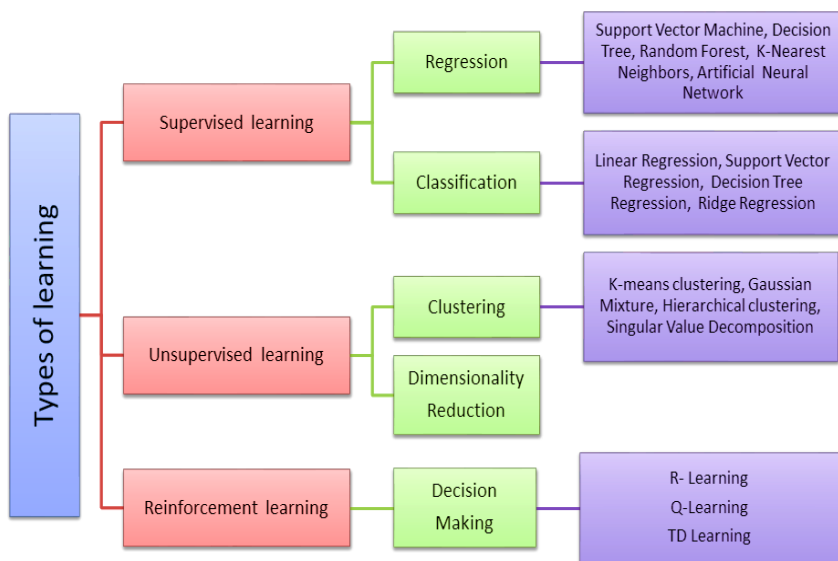 Types of learning
Supervised learning
Regression
Support Vector Machine, Decision
Tree, Random Forest, K-Nearest
Neighbors, Artificial Neural
Network
Classification
Linear Regression, Support Vector
Regression, Decision Tree
Regression, Ridge Regression
Unsupervised learning
Clustering
K-means clustering, Gaussian
Mixture, Hierarchical clustering,
Singular Value Decomposition
Dimensionality
Reduction
Reinforcement learning
Decision
Making
R- Learning
Q-Learning
TD Learning